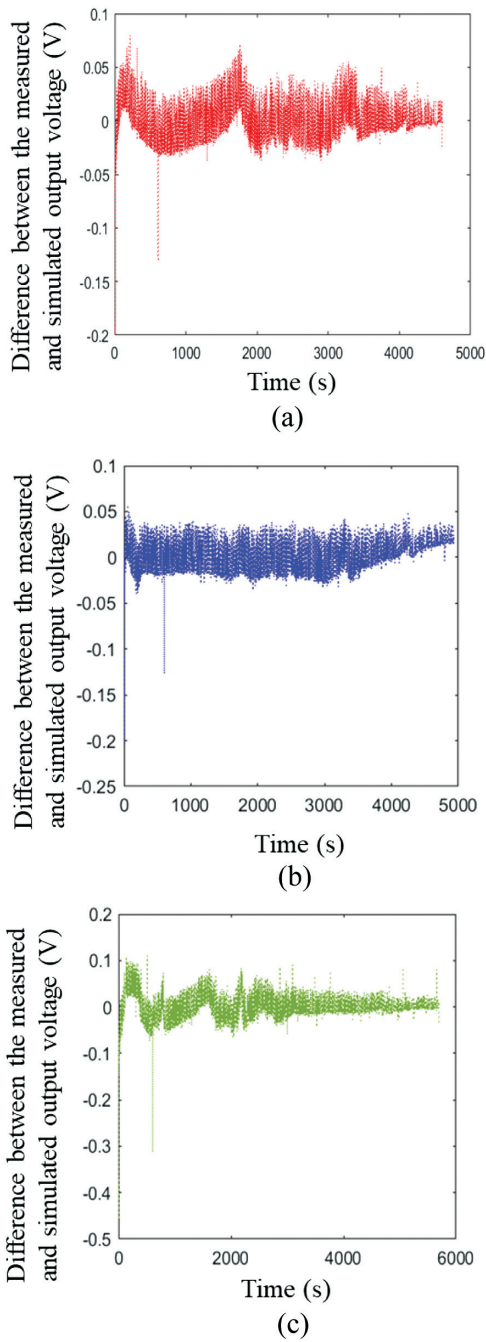 Difference between the measured
and simulated output voltage (V)
0.1
0.05
0
-0.05
-0.1
-0.15
-0.2
0 1000 2000 3000 4000 5000
Time (s)
(a)
Difference between the measured
and simulated output voltage (V)
0.1
0.05
0
-0.05
-0.1
-0.15
-0.2
-0.25
0 1000 2000 3000 4000 5000
Time (s)
(b)
Difference between the measured
and simulated output voltage (V)
0.2
0.1
0
-0.1
-0.2
-0.3
-0.4
-0.5
0 2000 4000 6000
Time (s)
(c)